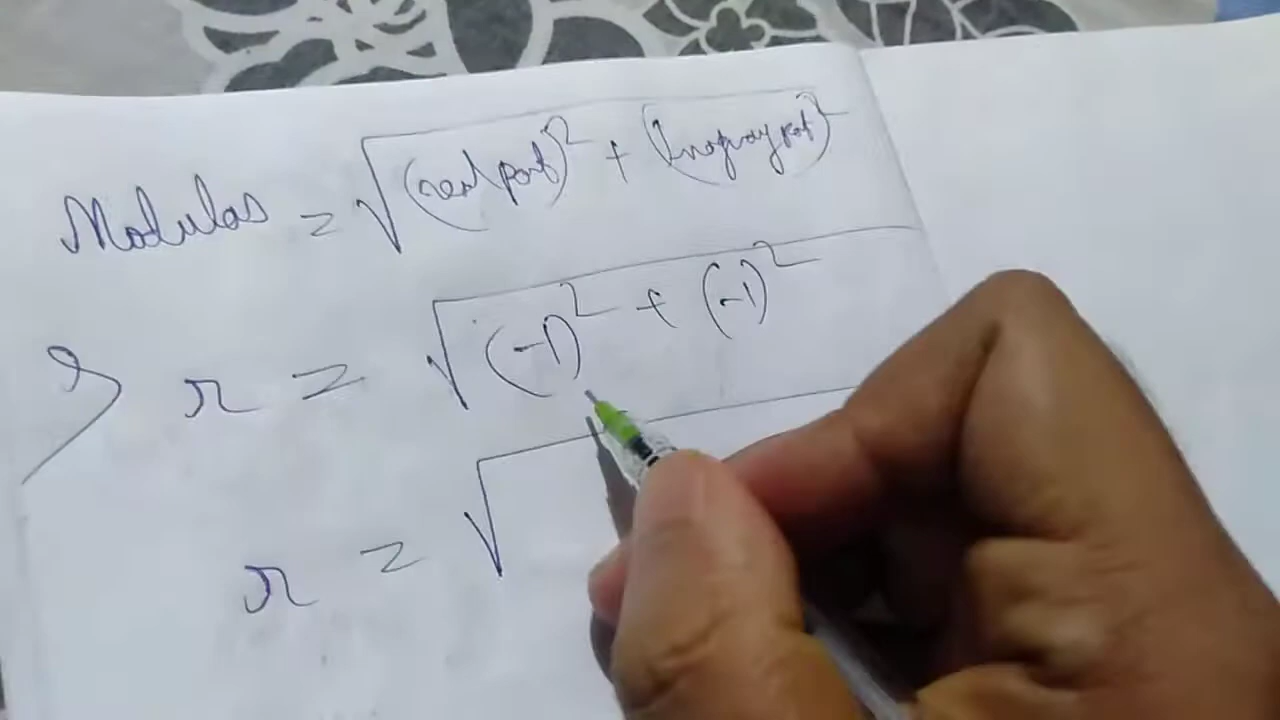 Modulas = √(real part)² + (Imaginary part)²
⇒ r = √(-1)² + (-1)²
r = √